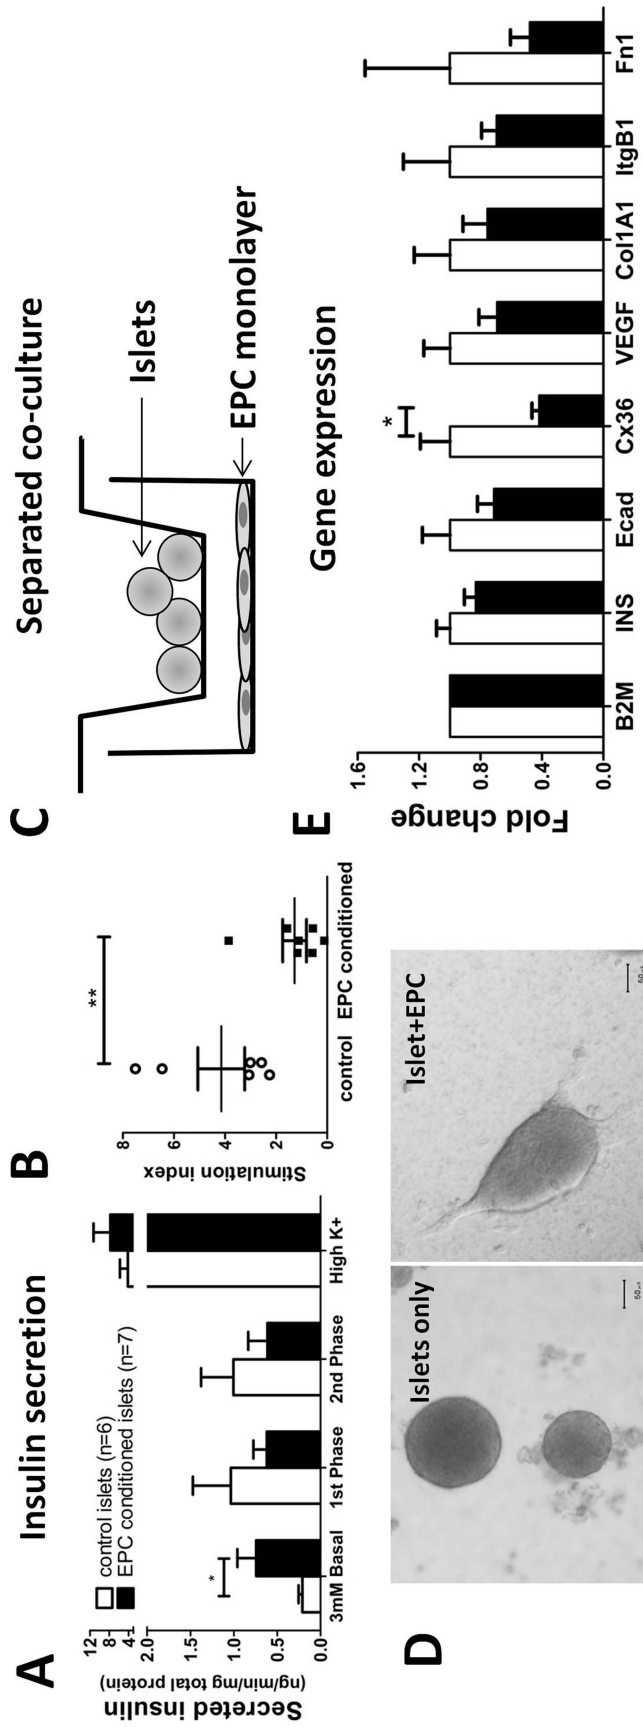 A
Insulin secretion
control islets (n=6)
EPC conditioned islets (n=7)
Secreted insulin
(ng/min/mg total protein)
12
8
4
2.0
1.5
1.0
0.5
0.0
*
3mM Basal
1st Phase
2nd Phase
High K+
B
Stimulation index
8
6
4
2
0
**
control
EPC conditioned
C
Separated co-culture
Islets
EPC monolayer
D
Islets only
50 µ
Islet+EPC
50 µ
E
Gene expression
Fold change
1.6
1.2
0.8
0.4
0.0
*
B2M
INS
Ecad
Cx36
VEGF
Col1A1
ItgB1
Fn1